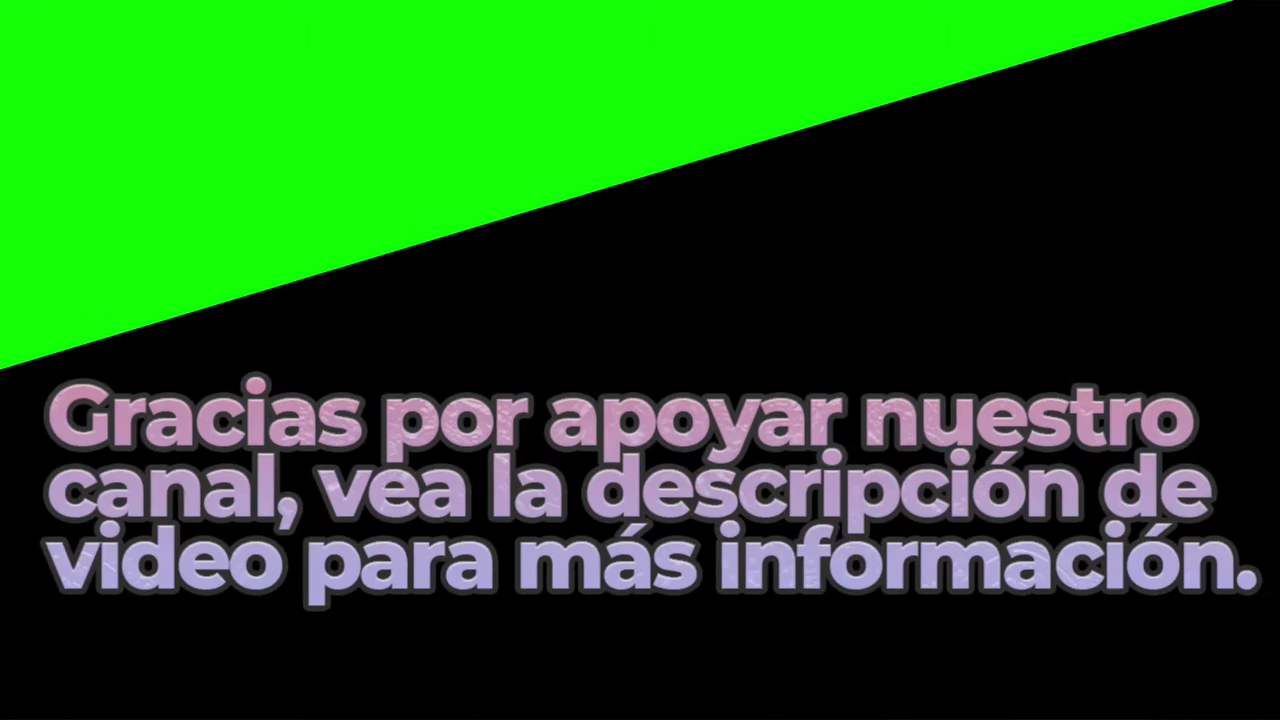 Gracias por apoyar nuestro
canal, vea la descripción de
video para más información.